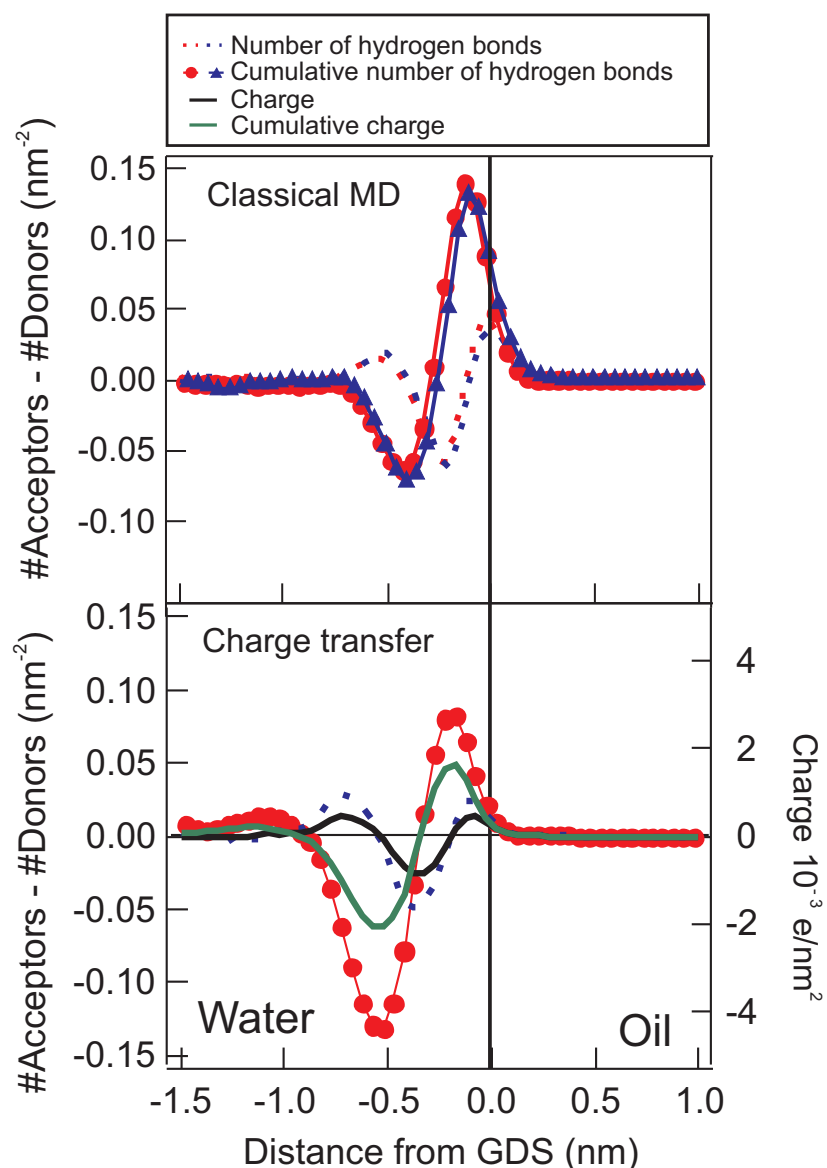 Number of hydrogen bonds
Cumulative number of hydrogen bonds
Charge
Cumulative charge
#Acceptors - #Donors (nm⁻²)
0.15
0.10
0.05
0.00
-0.05
-0.10
Classical MD
#Acceptors - #Donors (nm⁻²)
0.15
0.10
0.05
0.00
-0.05
-0.10
-0.15
Charge transfer
Water
Oil
4
2
0
-2
-4
Charge 10⁻³ e/nm²
-1.5 -1.0 -0.5 0.0 0.5 1.0
Distance from GDS (nm)